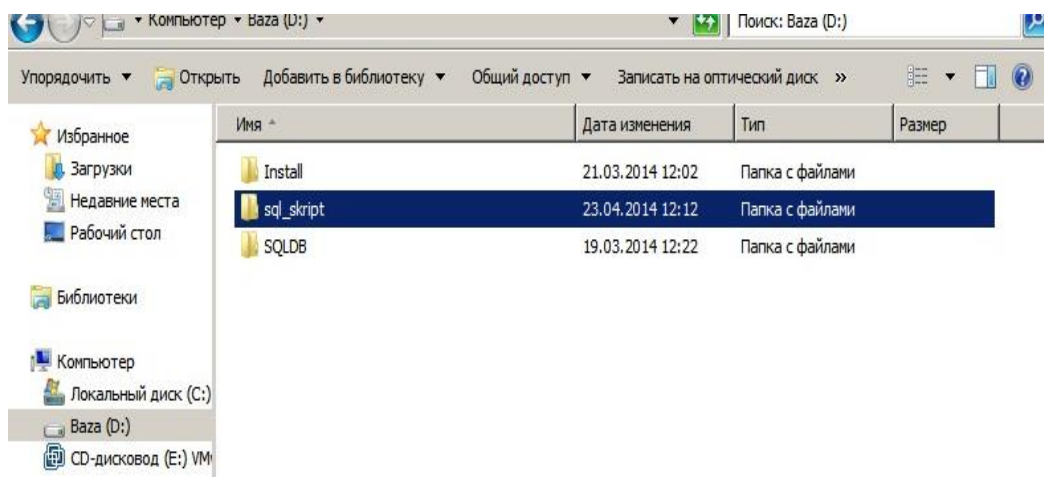 Компьютер Baza (D:) Поиск: Baza (D:)
Упорядочить Открыть Добавить в библиотеку Общий доступ Записать на оптический диск »
Имя Дата изменения Тип Размер
Избранное
Загрузки
Недавние места
Рабочий стол
Библиотеки
Компьютер
Локальный диск (C:)
Baza (D:)
CD-дисковод (E:)
Install 21.03.2014 12:02 Папка с файлами
sql_skript 23.04.2014 12:12 Папка с файлами
SQLDB 19.03.2014 12:22 Папка с файлами